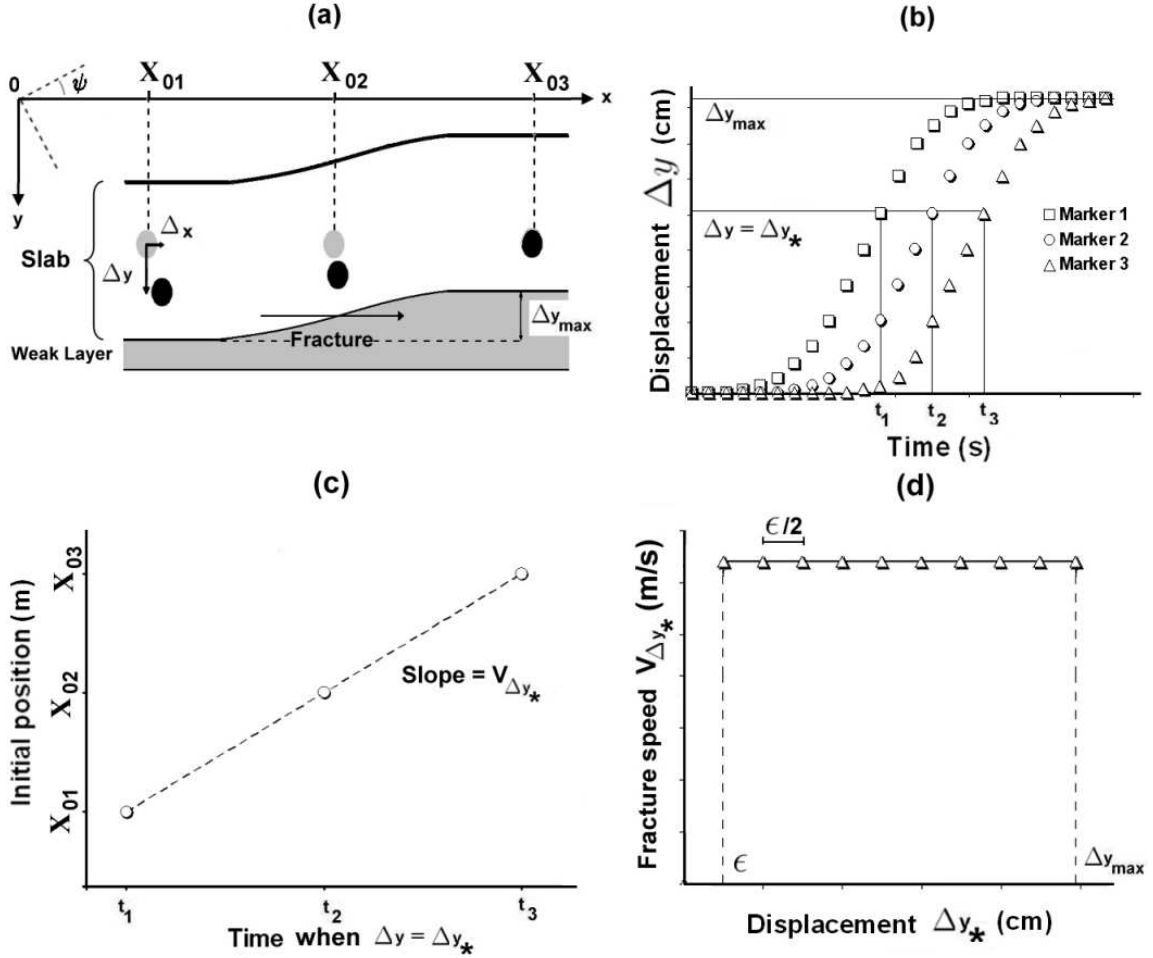 (a)
0
ψ
X01
X02
X03
x
y
Slab
Δx
Δy
Δymax
Fracture
Weak Layer
(b)
Displacement Δy (cm)
Δymax
Δy = Δy*
Marker 1
Marker 2
Marker 3
t1
t2
t3
Time (s)
(c)
Initial position (m)
X03
X02
X01
Slope = VΔy*
t1
t2
t3
Time when Δy = Δy*
(d)
Fracture speed VΔy* (m/s)
ϵ/2
ϵ
Δymax
Displacement Δy* (cm)